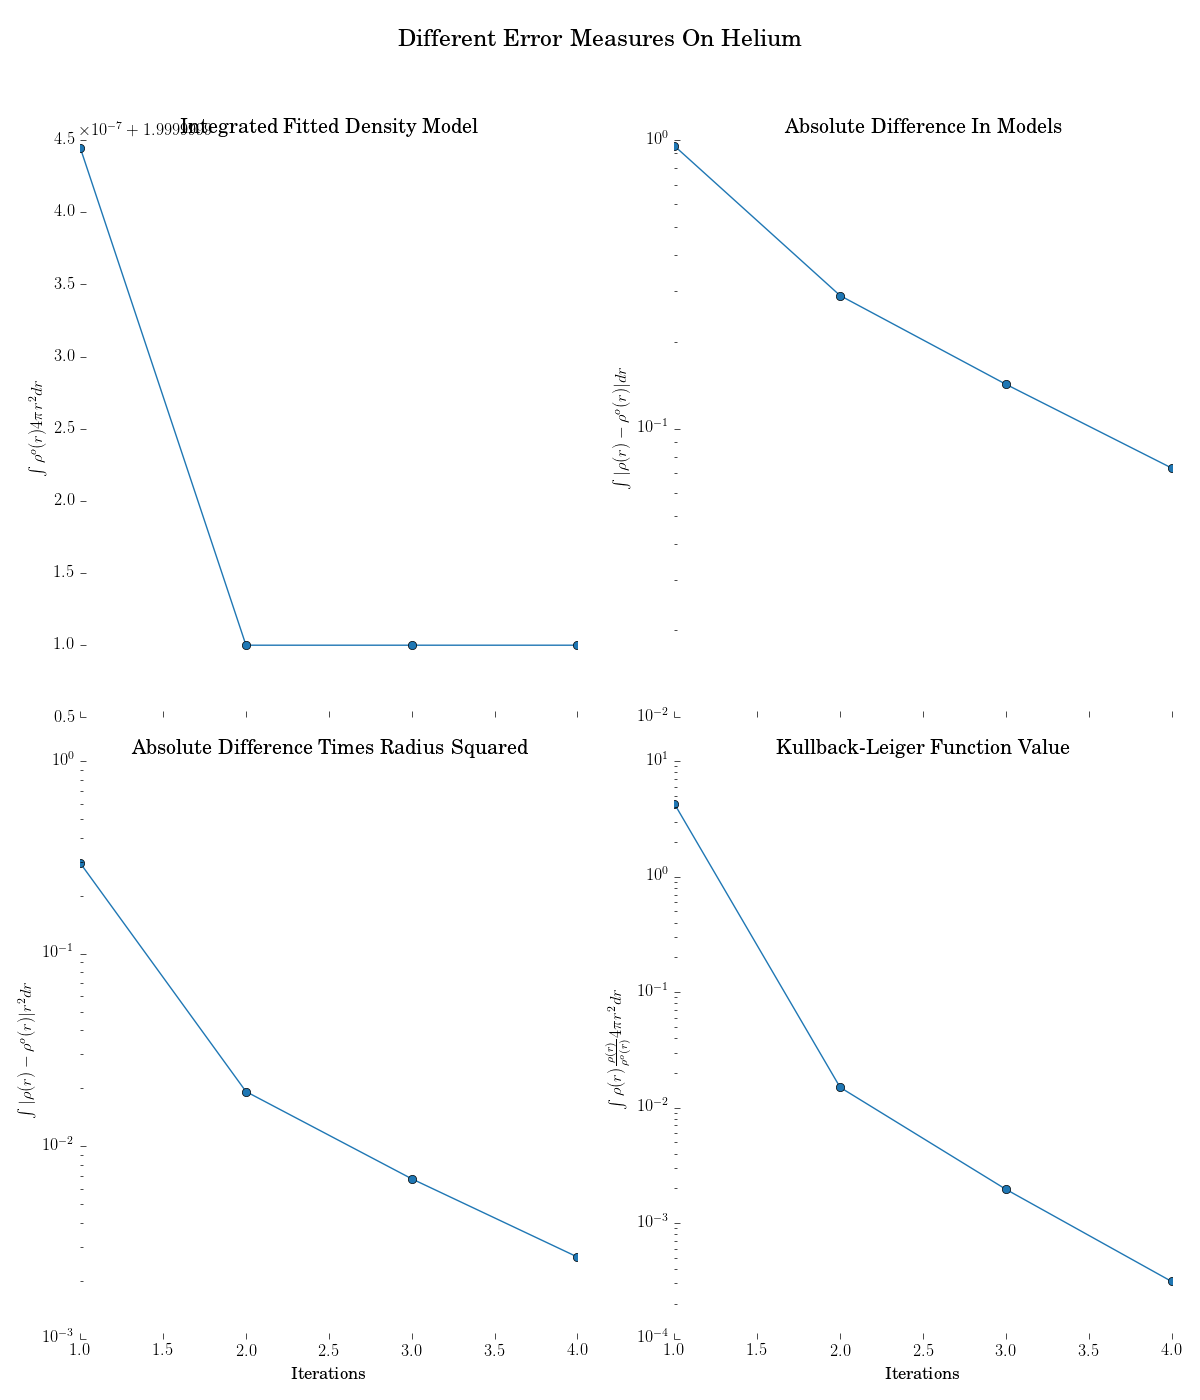 Different Error Measures On Helium
Integrated Fitted Density Model
×10⁻⁷ +
4.5
4.0
3.5
3.0
2.5
2.0
1.5
1.0
0.5
∫ ρᵒ(r)4πr²dr
Absolute Difference In Models
10⁰
10⁻¹
10⁻²
∫ |ρ(r) − ρᵒ(r)|dr
Absolute Difference Times Radius Squared
10⁰
10⁻¹
10⁻²
10⁻³
∫ |ρ(r) − ρᵒ(r)|r²dr
1.0 1.5 2.0 2.5 3.0 3.5 4.0
Iterations
Kullback-Leiger Function Value
10¹
10⁰
10⁻¹
10⁻²
10⁻³
10⁻⁴
∫ ρ(r) ρ(r)/ρᵒ(r) 4πr²dr
1.0 1.5 2.0 2.5 3.0 3.5 4.0
Iterations